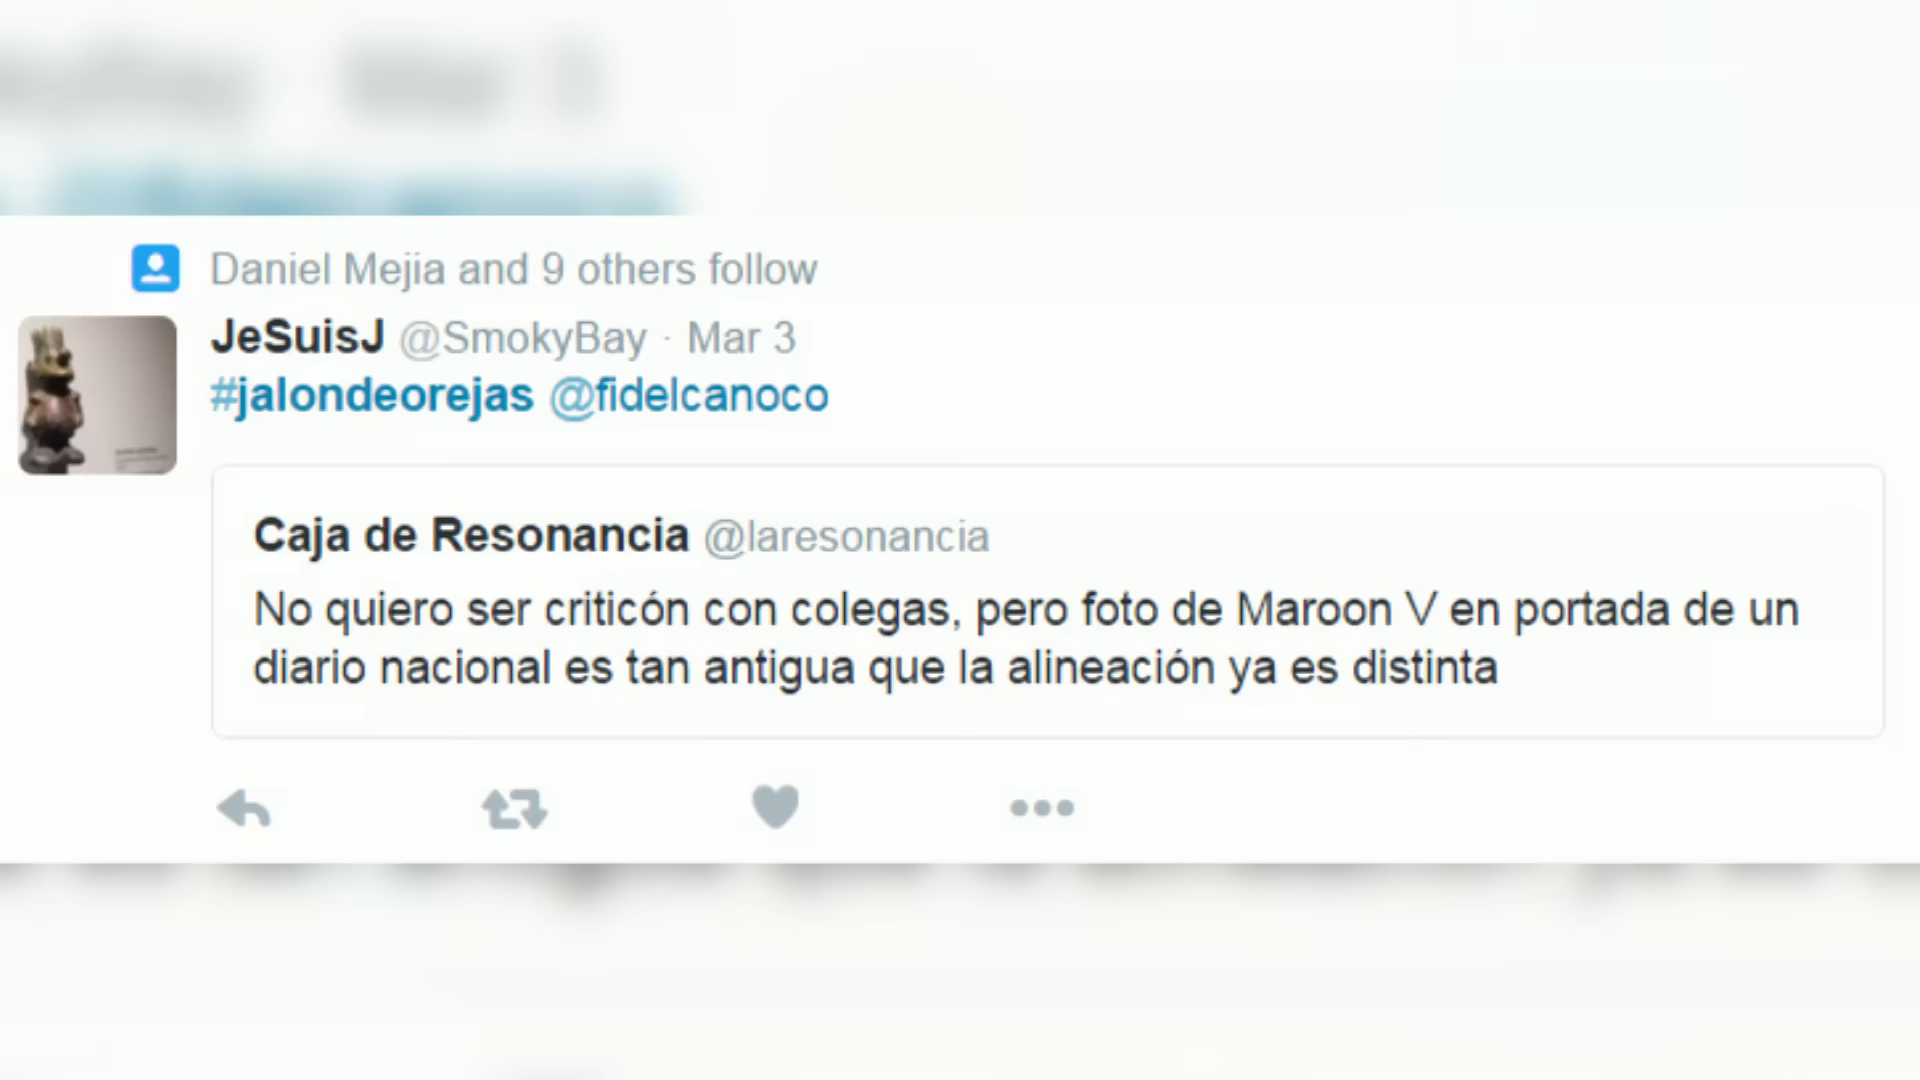 Daniel Mejia and 9 others follow
JeSuisJ @SmokyBay · Mar 3
#jalondeorejas @fidelcanoco
Caja de Resonancia @laresonancia
No quiero ser criticón con colegas, pero foto de Maroon V en portada de un
diario nacional es tan antigua que la alineación ya es distinta